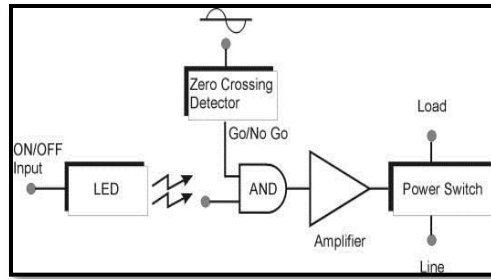 Zero Crossing
Detector
Go/No Go
Load
ON/OFF
Input
LED
AND
Amplifier
Power Switch
Line